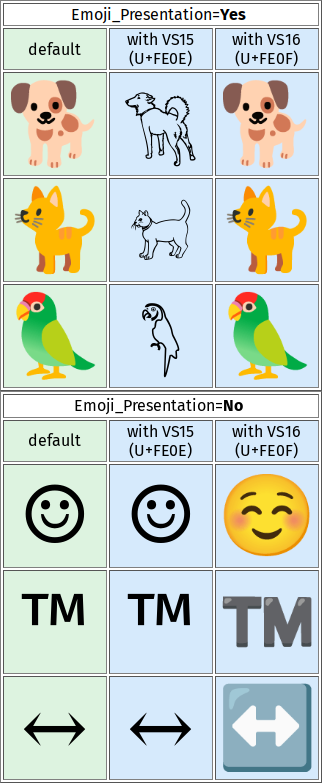 Emoji_Presentation=Yes
default
with VS15
(U+FE0E)
with VS16
(U+FE0F)
Emoji_Presentation=No
default
with VS15
(U+FE0E)
with VS16
(U+FE0F)
TM TM TM